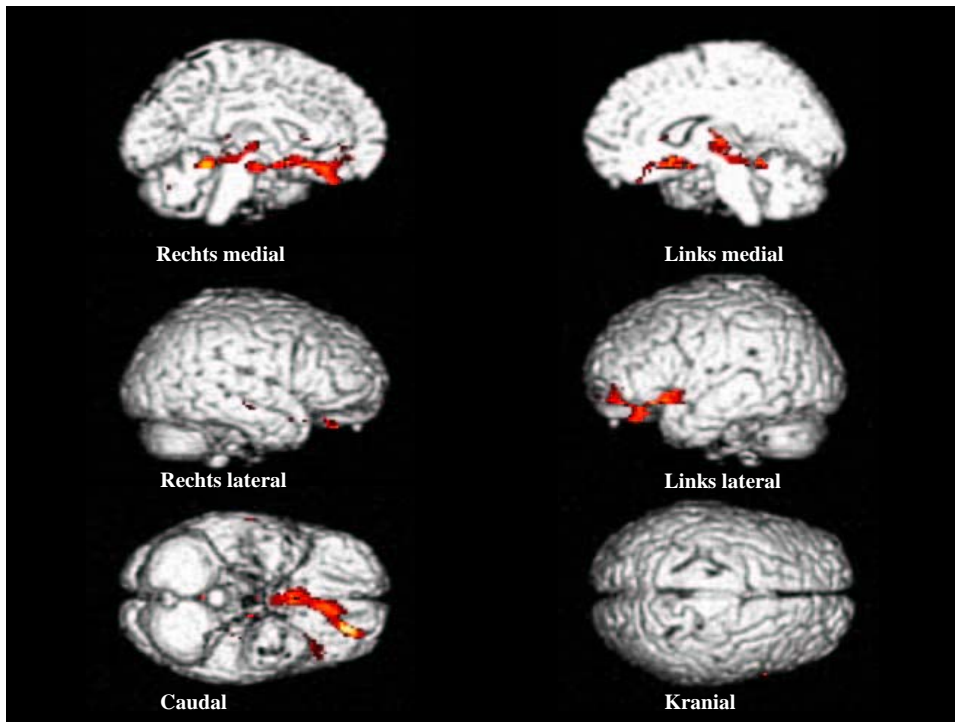 Rechts medial
Links medial
Rechts lateral
Links lateral
Caudal
Kranial